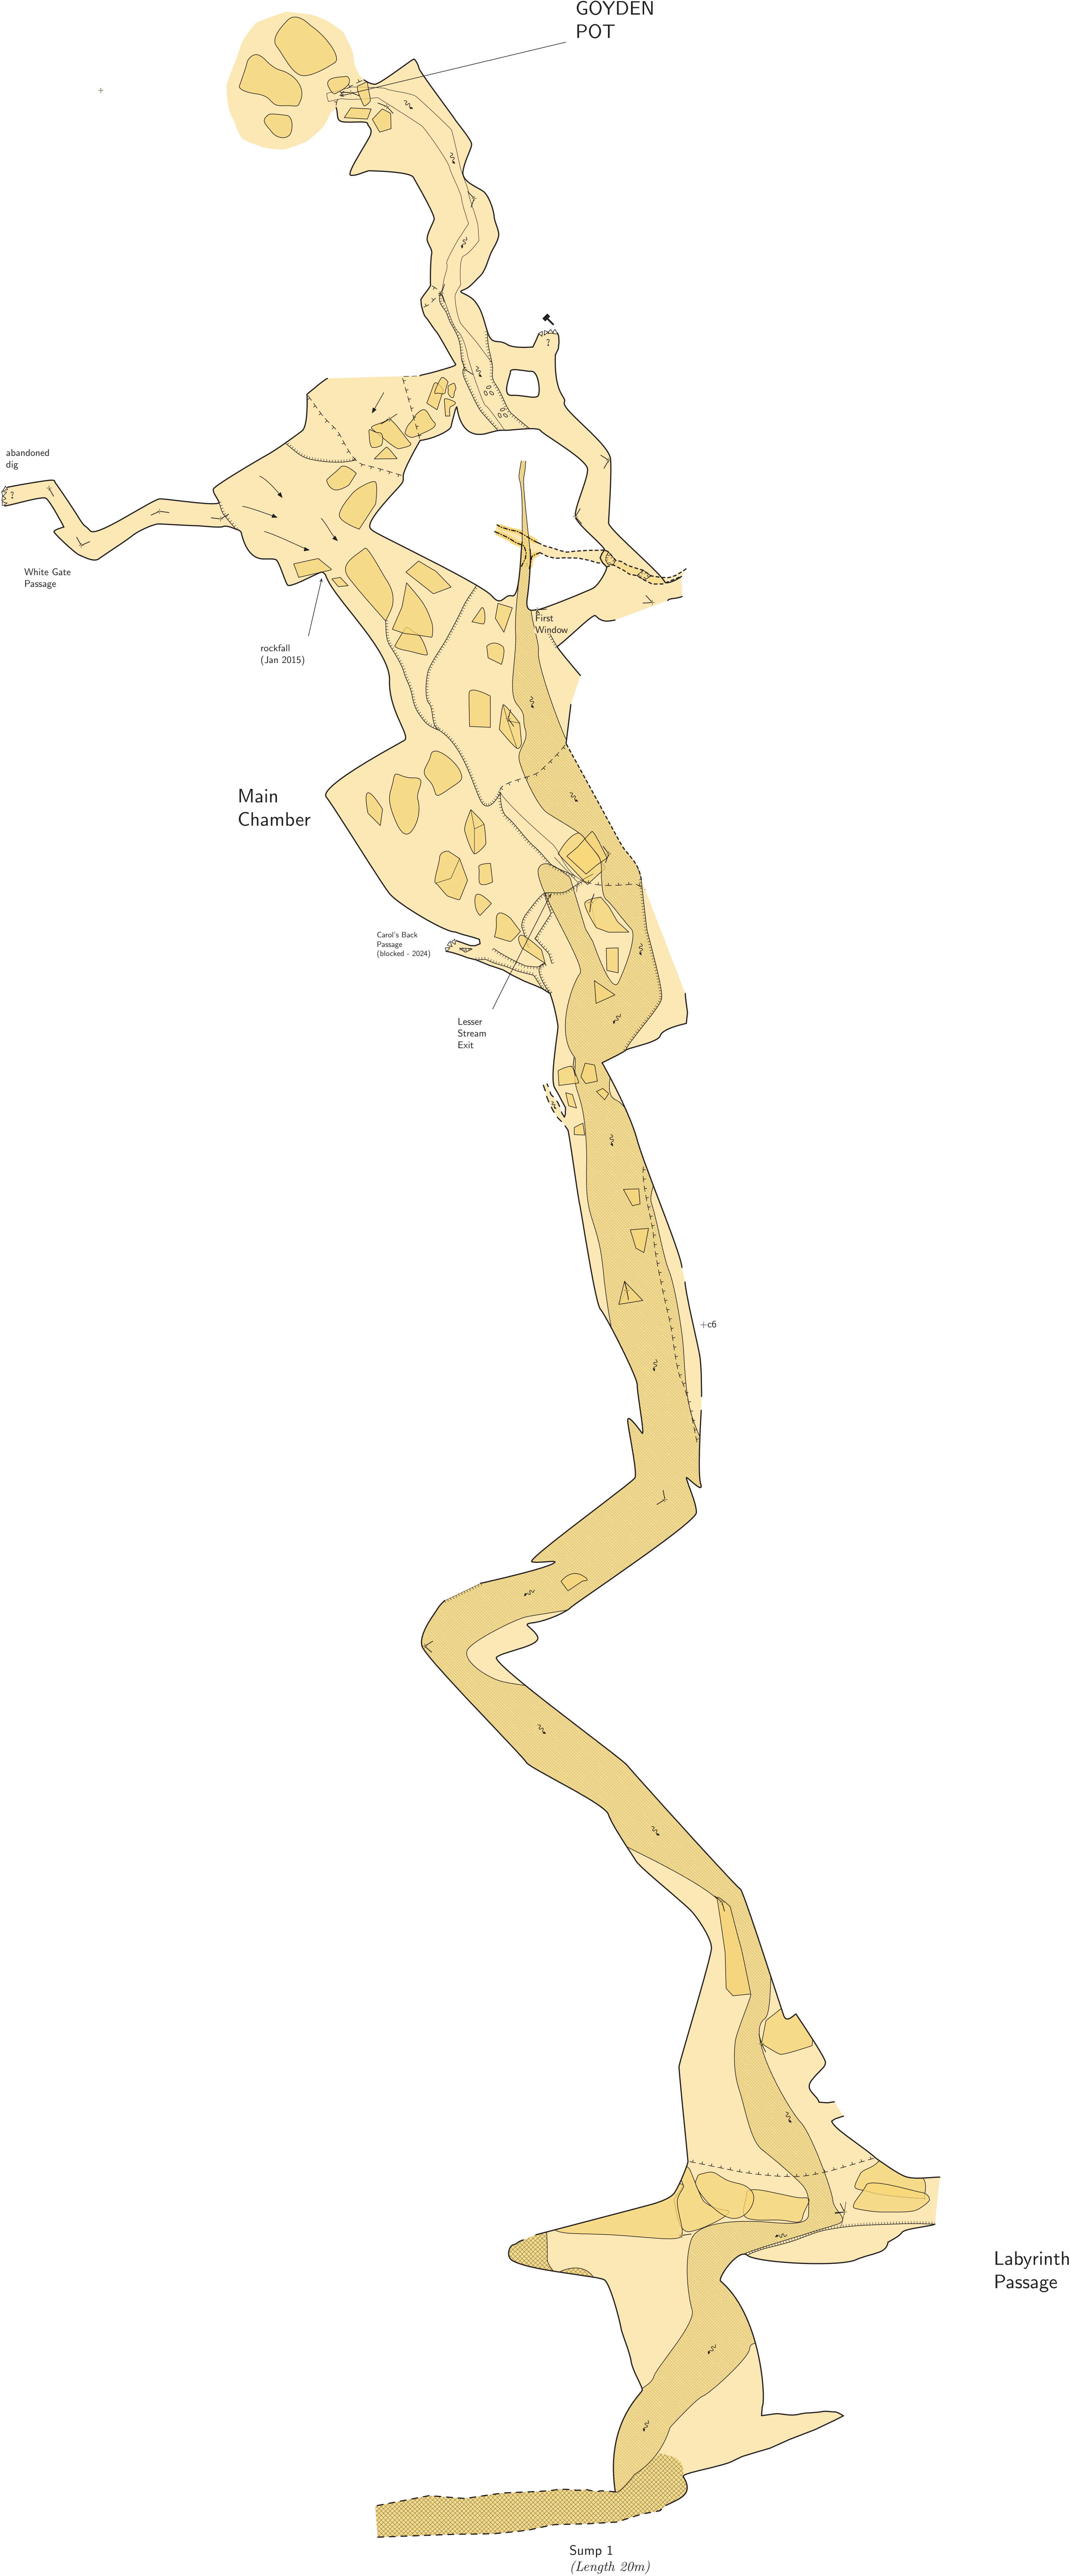 GOYDEN
POT
?
abandoned
dig
?
White Gate
Passage
First
Window
rockfall
(Jan 2015)
Main
Chamber
Carol's Back
Passage
(blocked - 2024)
Lesser
Stream
Exit
c6
Labyrinth
Passage
Sump 1
(Length 20m)